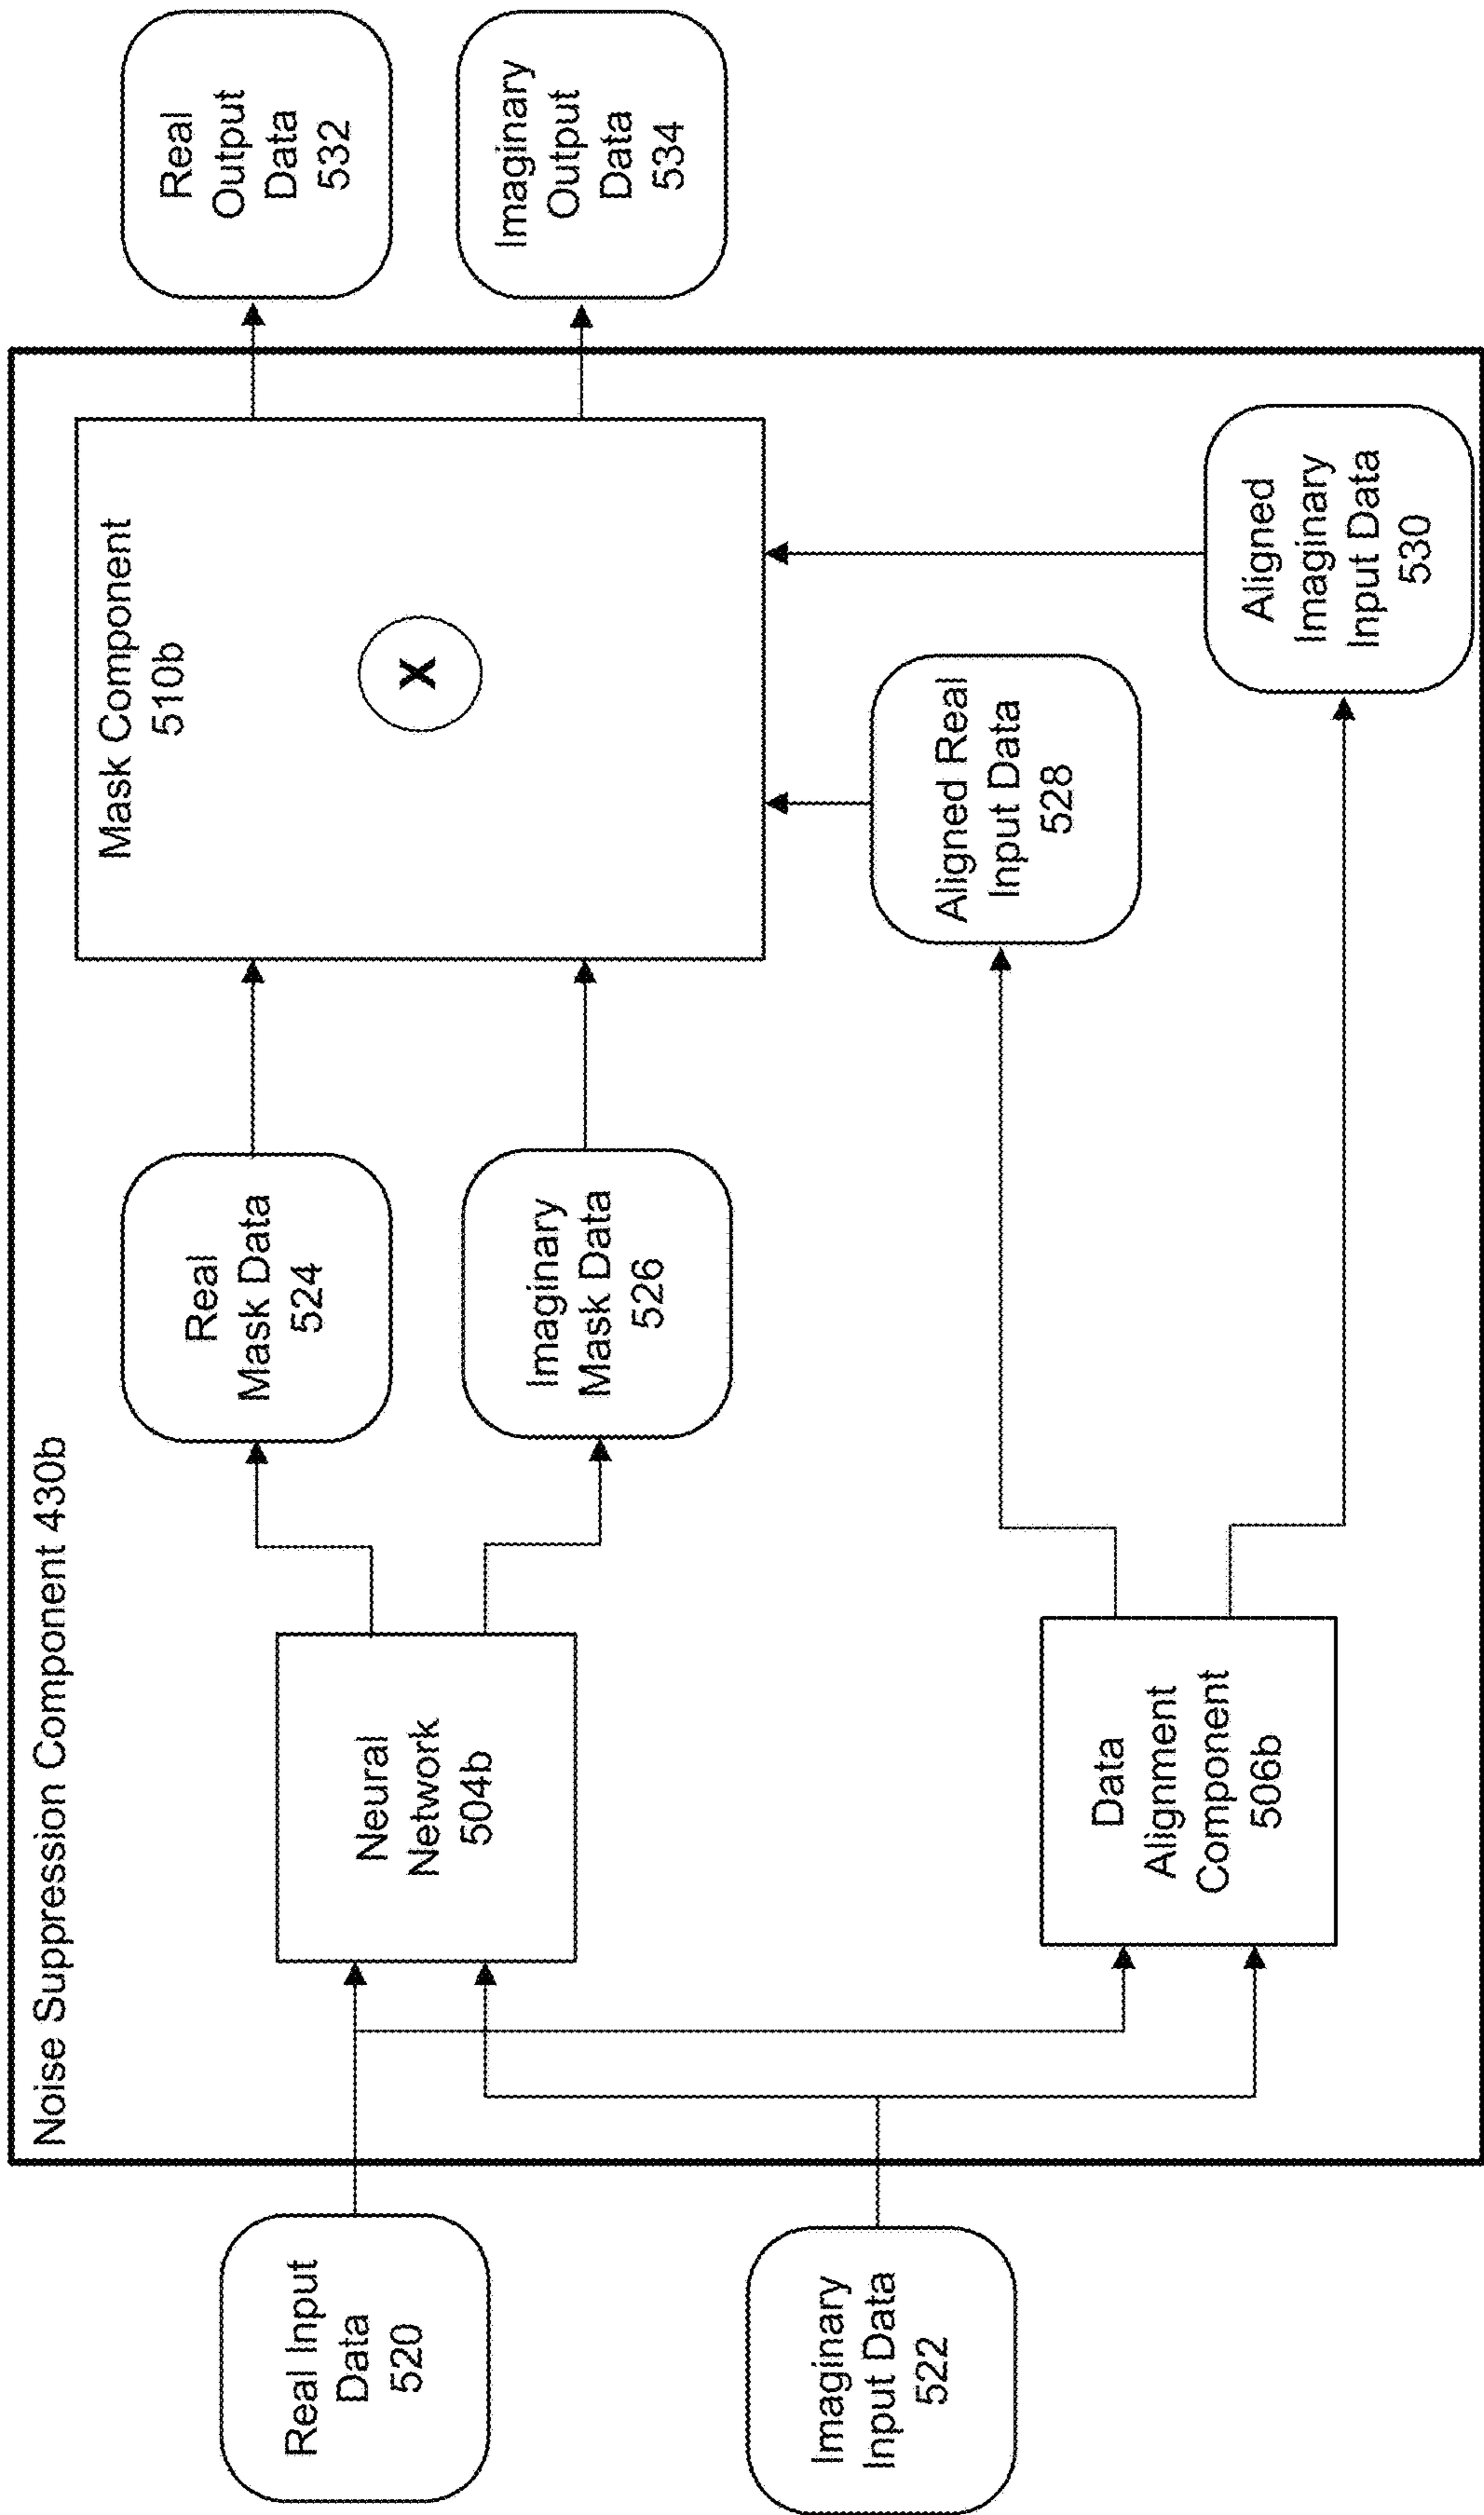 Noise Suppression Component 430b
Real Input
Data
520
Imaginary
Input Data
522
Neural
Network
504b
Data
Alignment
Component
506b
Real
Mask Data
524
Imaginary
Mask Data
526
Mask Component
510b
X
Aligned Real
Input Data
528
Aligned
Imaginary
Input Data
530
Real
Output
Data
532
Imaginary
Output
Data
534